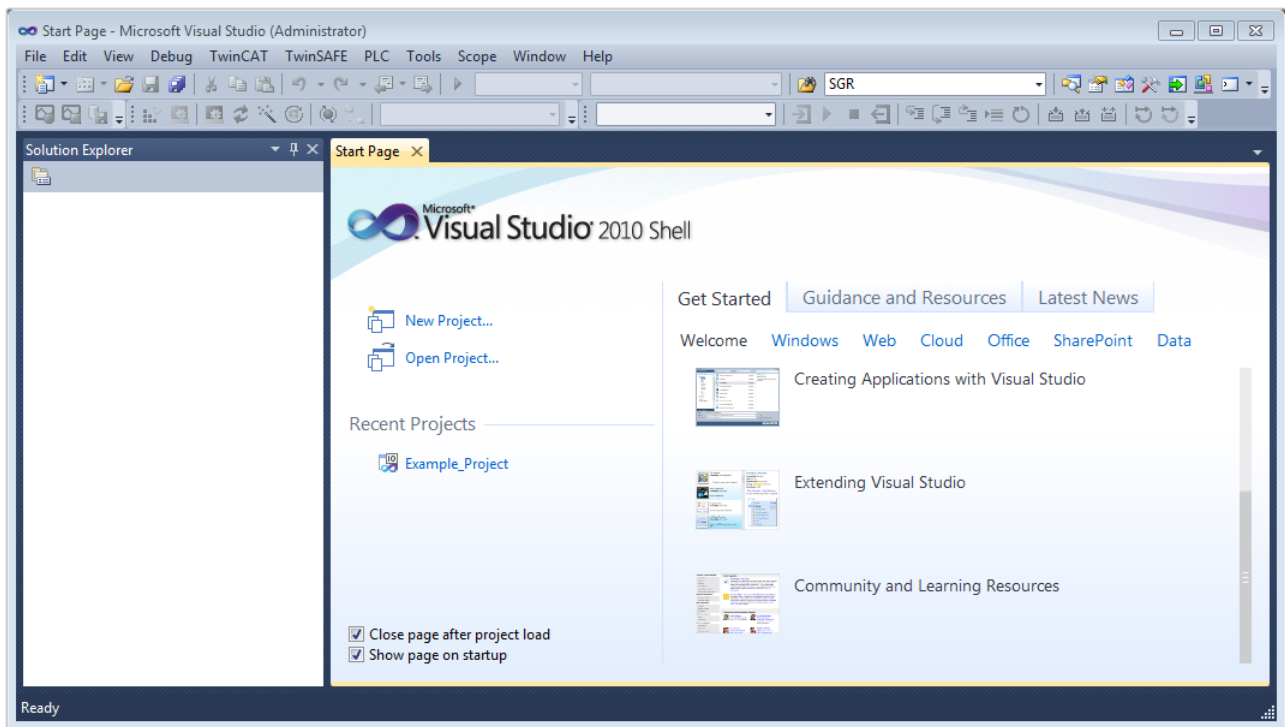 Start Page - Microsoft Visual Studio (Administrator)
File Edit View Debug TwinCAT TwinSAFE PLC Tools Scope Window Help
SGR
Solution Explorer
Start Page
Microsoft
Visual Studio 2010 Shell
New Project...
Open Project...
Recent Projects
Example_Project
Close page after project load
Show page on startup
Get Started Guidance and Resources Latest News
Welcome Windows Web Cloud Office SharePoint Data
Creating Applications with Visual Studio
Extending Visual Studio
Community and Learning Resources
Ready